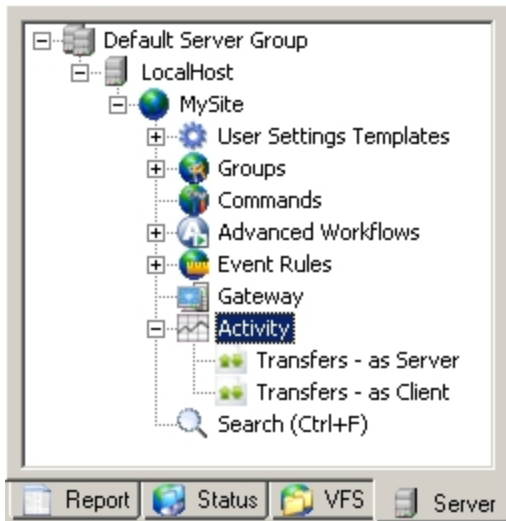 Default Server Group
LocalHost
MySite
User Settings Templates
Groups
Commands
Advanced Workflows
Event Rules
Gateway
Activity
Transfers - as Server
Transfers - as Client
Search (Ctrl+F)
Report Status VFS Server